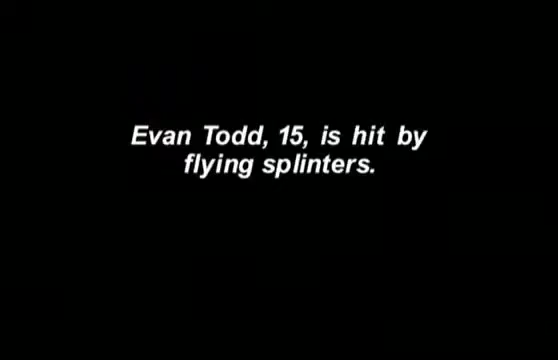 Evan Todd, 15, is hit by
flying splinters.